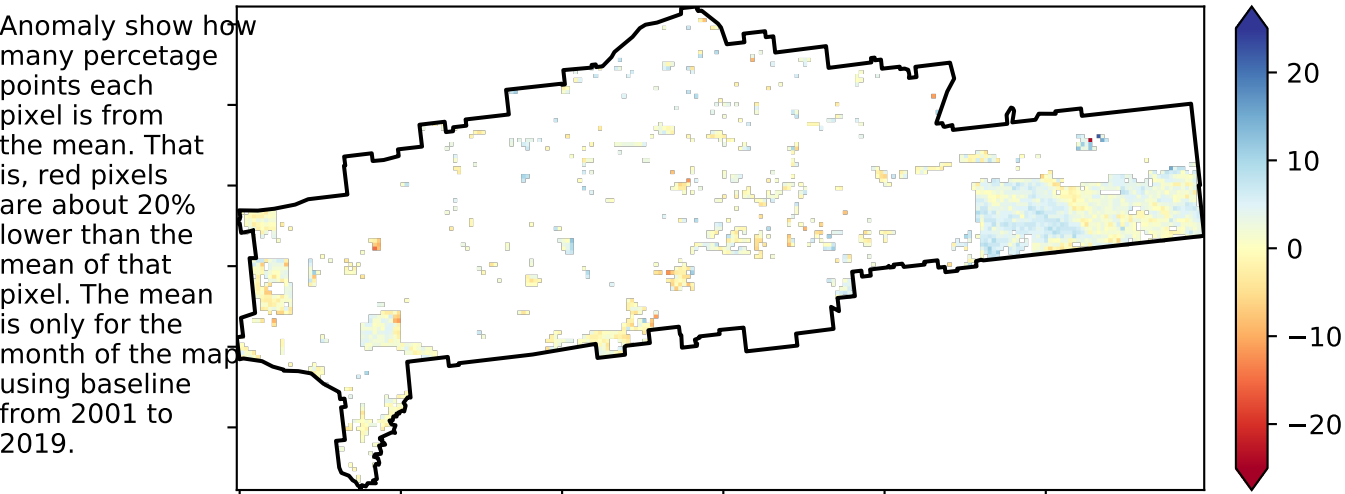 Anomaly show how
many percetage
points each
pixel is from
the mean. That
is, red pixels
are about 20%
lower than the
mean of that
pixel. The mean
is only for the
month of the map
using baseline
from 2001 to
2019.
20
10
0
−10
−20